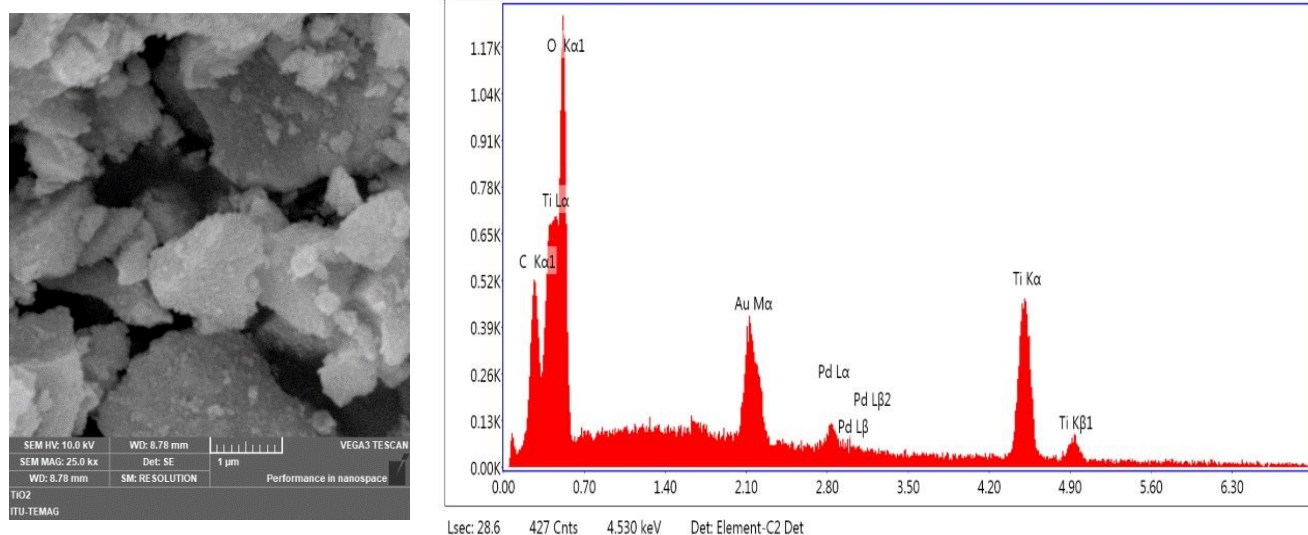 SEM HV: 10.0 kV WD: 8.78 mm VEGA3 TESCAN
SEM MAG: 25.0 kx Det: SE 1 µm
WD: 8.78 mm SM: RESOLUTION Performance in nanospace
TiO2
ITU-TEMAG
1.17K
1.04K
0.91K
0.78K
0.65K
0.52K
0.39K
0.26K
0.13K
0.00K
O Kα1
Ti Lα
C Kα1
Au Mα
Pd Lα
Pd Lβ2
Pd Lβ
Ti Kα
Ti Kβ1
0.00 0.70 1.40 2.10 2.80 3.50 4.20 4.90 5.60 6.30
Lsec: 28.6 427 Cnts 4.530 keV Det: Element-C2 Det